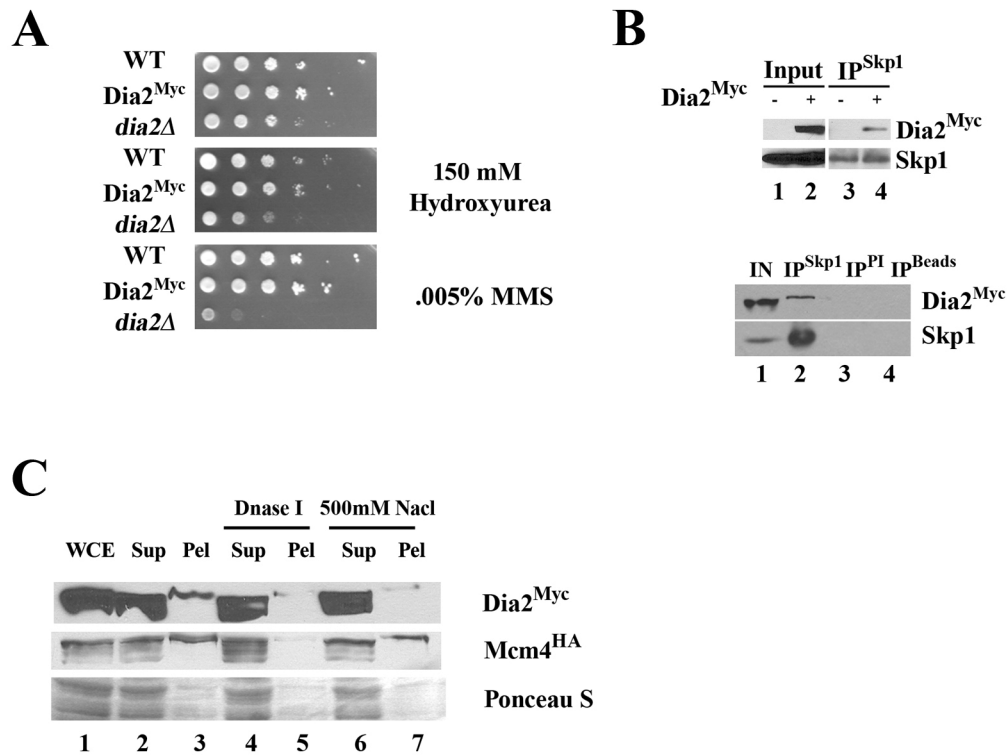 A
WT
Dia2Myc
dia2Δ
WT
Dia2Myc
dia2Δ
150 mM
Hydroxyurea
WT
Dia2Myc
dia2Δ
.005% MMS
B
Input IPSkp1
Dia2Myc - + - +
Dia2Myc
Skp1
1 2 3 4
IN IPSkp1 IPPI IPBeads
Dia2Myc
Skp1
1 2 3 4
C
Dnase I 500mM Nacl
WCE Sup Pel Sup Pel Sup Pel
Dia2Myc
Mcm4HA
Ponceau S
1 2 3 4 5 6 7